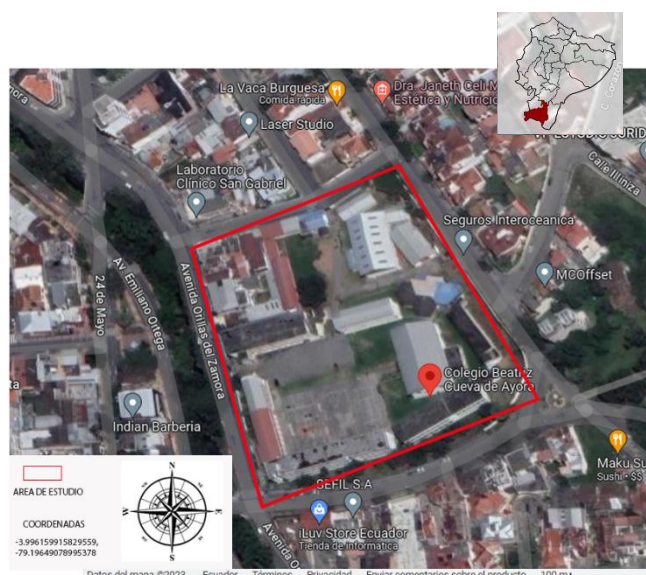 C. Corazon
La Vaca Burguesa
Comida rápida
Dra. Janeth Celi M
Estética y Nutrició
Laser Studio
Calle Illiniza
Laboratorio
Clínico San Gabriel
Seguros Interoceanica
MCOffset
Avenida Orillas del Zamora
Av. Emiliano Ortega
24 de Mayo
Colegio Beatriz
Cueva de Ayora
Indian Barberia
Maku Su
Sushi • $$
SEFIL S.A
iLuv Store Ecuador
Tienda de informática
AREA DE ESTUDIO
COORDENADAS
-3.996159915829559,
-79.19649078995378
N
W
E
S
Datos del mapa ©2023 Ecuador Términos Privacidad Enviar comentarios sobre el producto 100 m